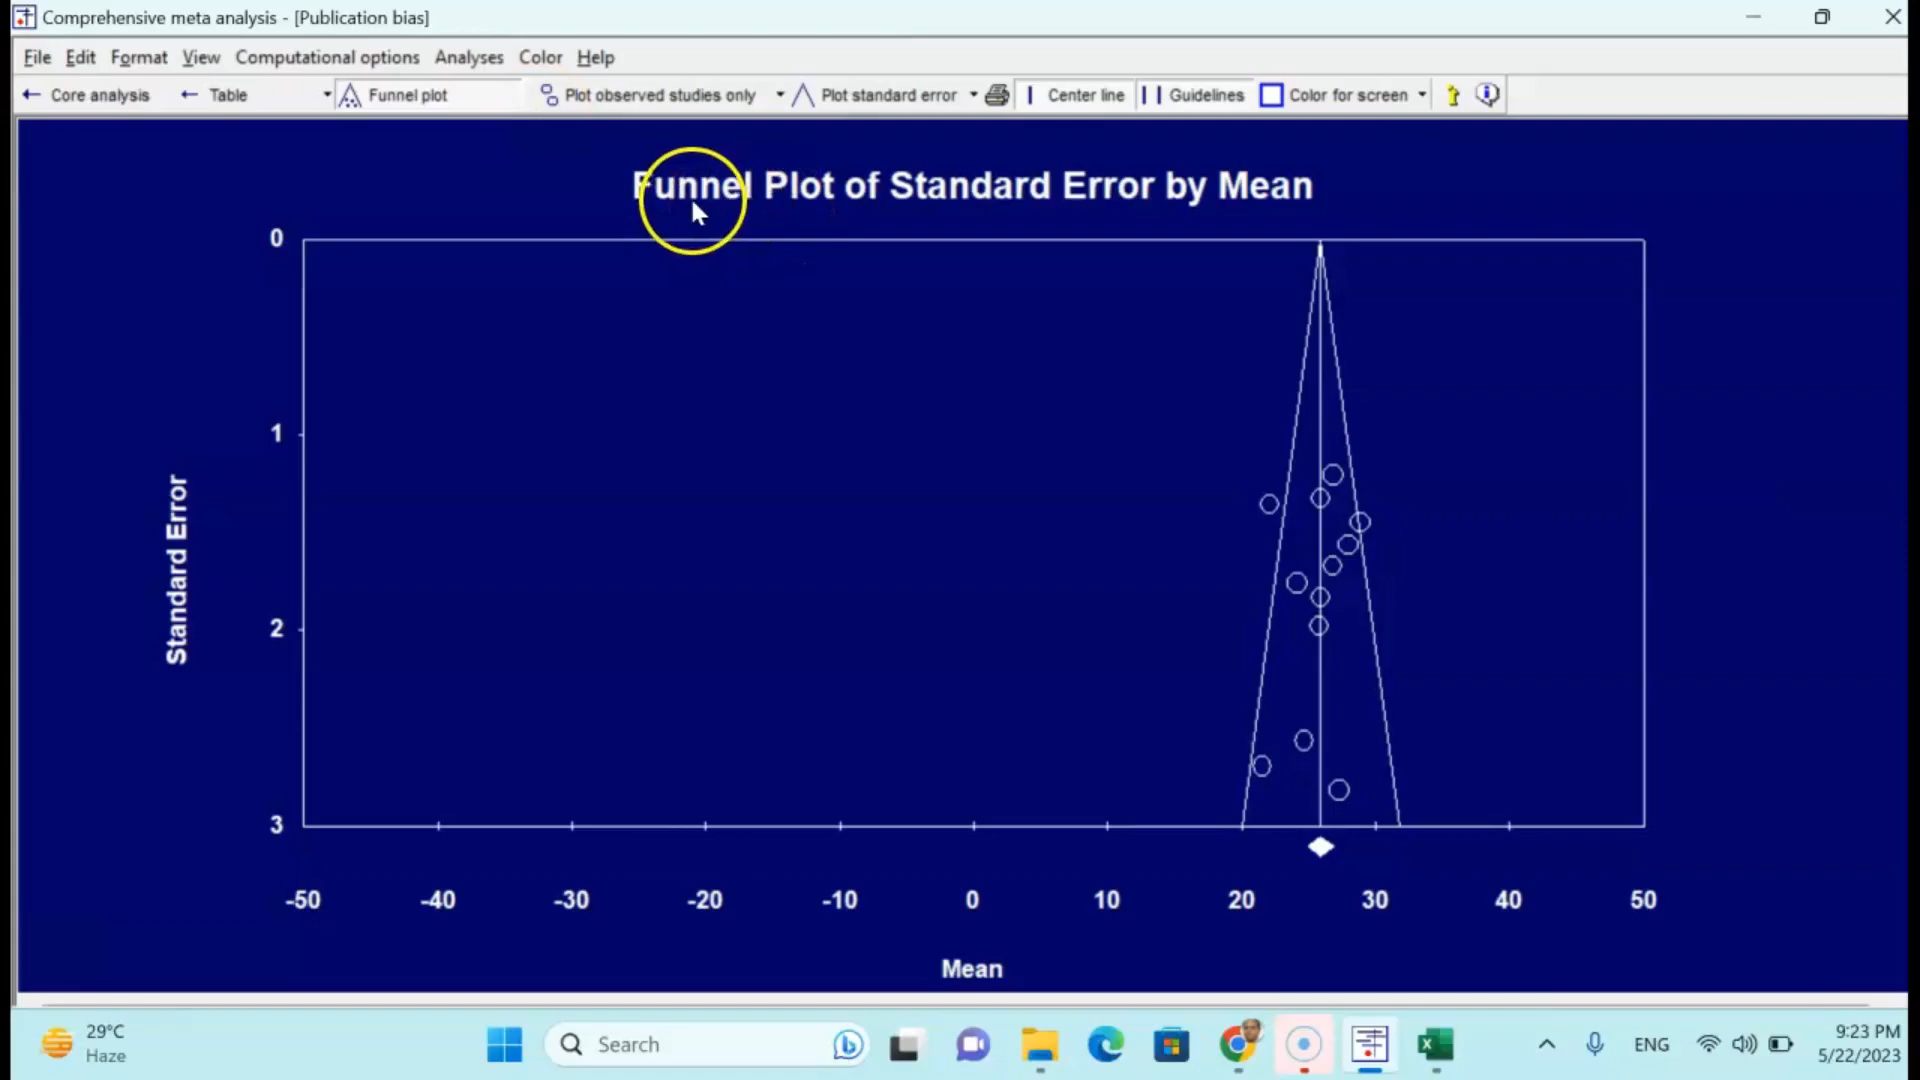 Comprehensive meta analysis - [Publication bias]
File Edit Format View Computational options Analyses Color Help
Core analysis Table Funnel plot Plot observed studies only Plot standard error Center line Guidelines Color for screen
Funnel Plot of Standard Error by Mean
0
1
2
3
Standard Error
-50 -40 -30 -20 -10 0 10 20 30 40 50
Mean
29°C
Haze
Search
ENG
9:23 PM
5/22/2023